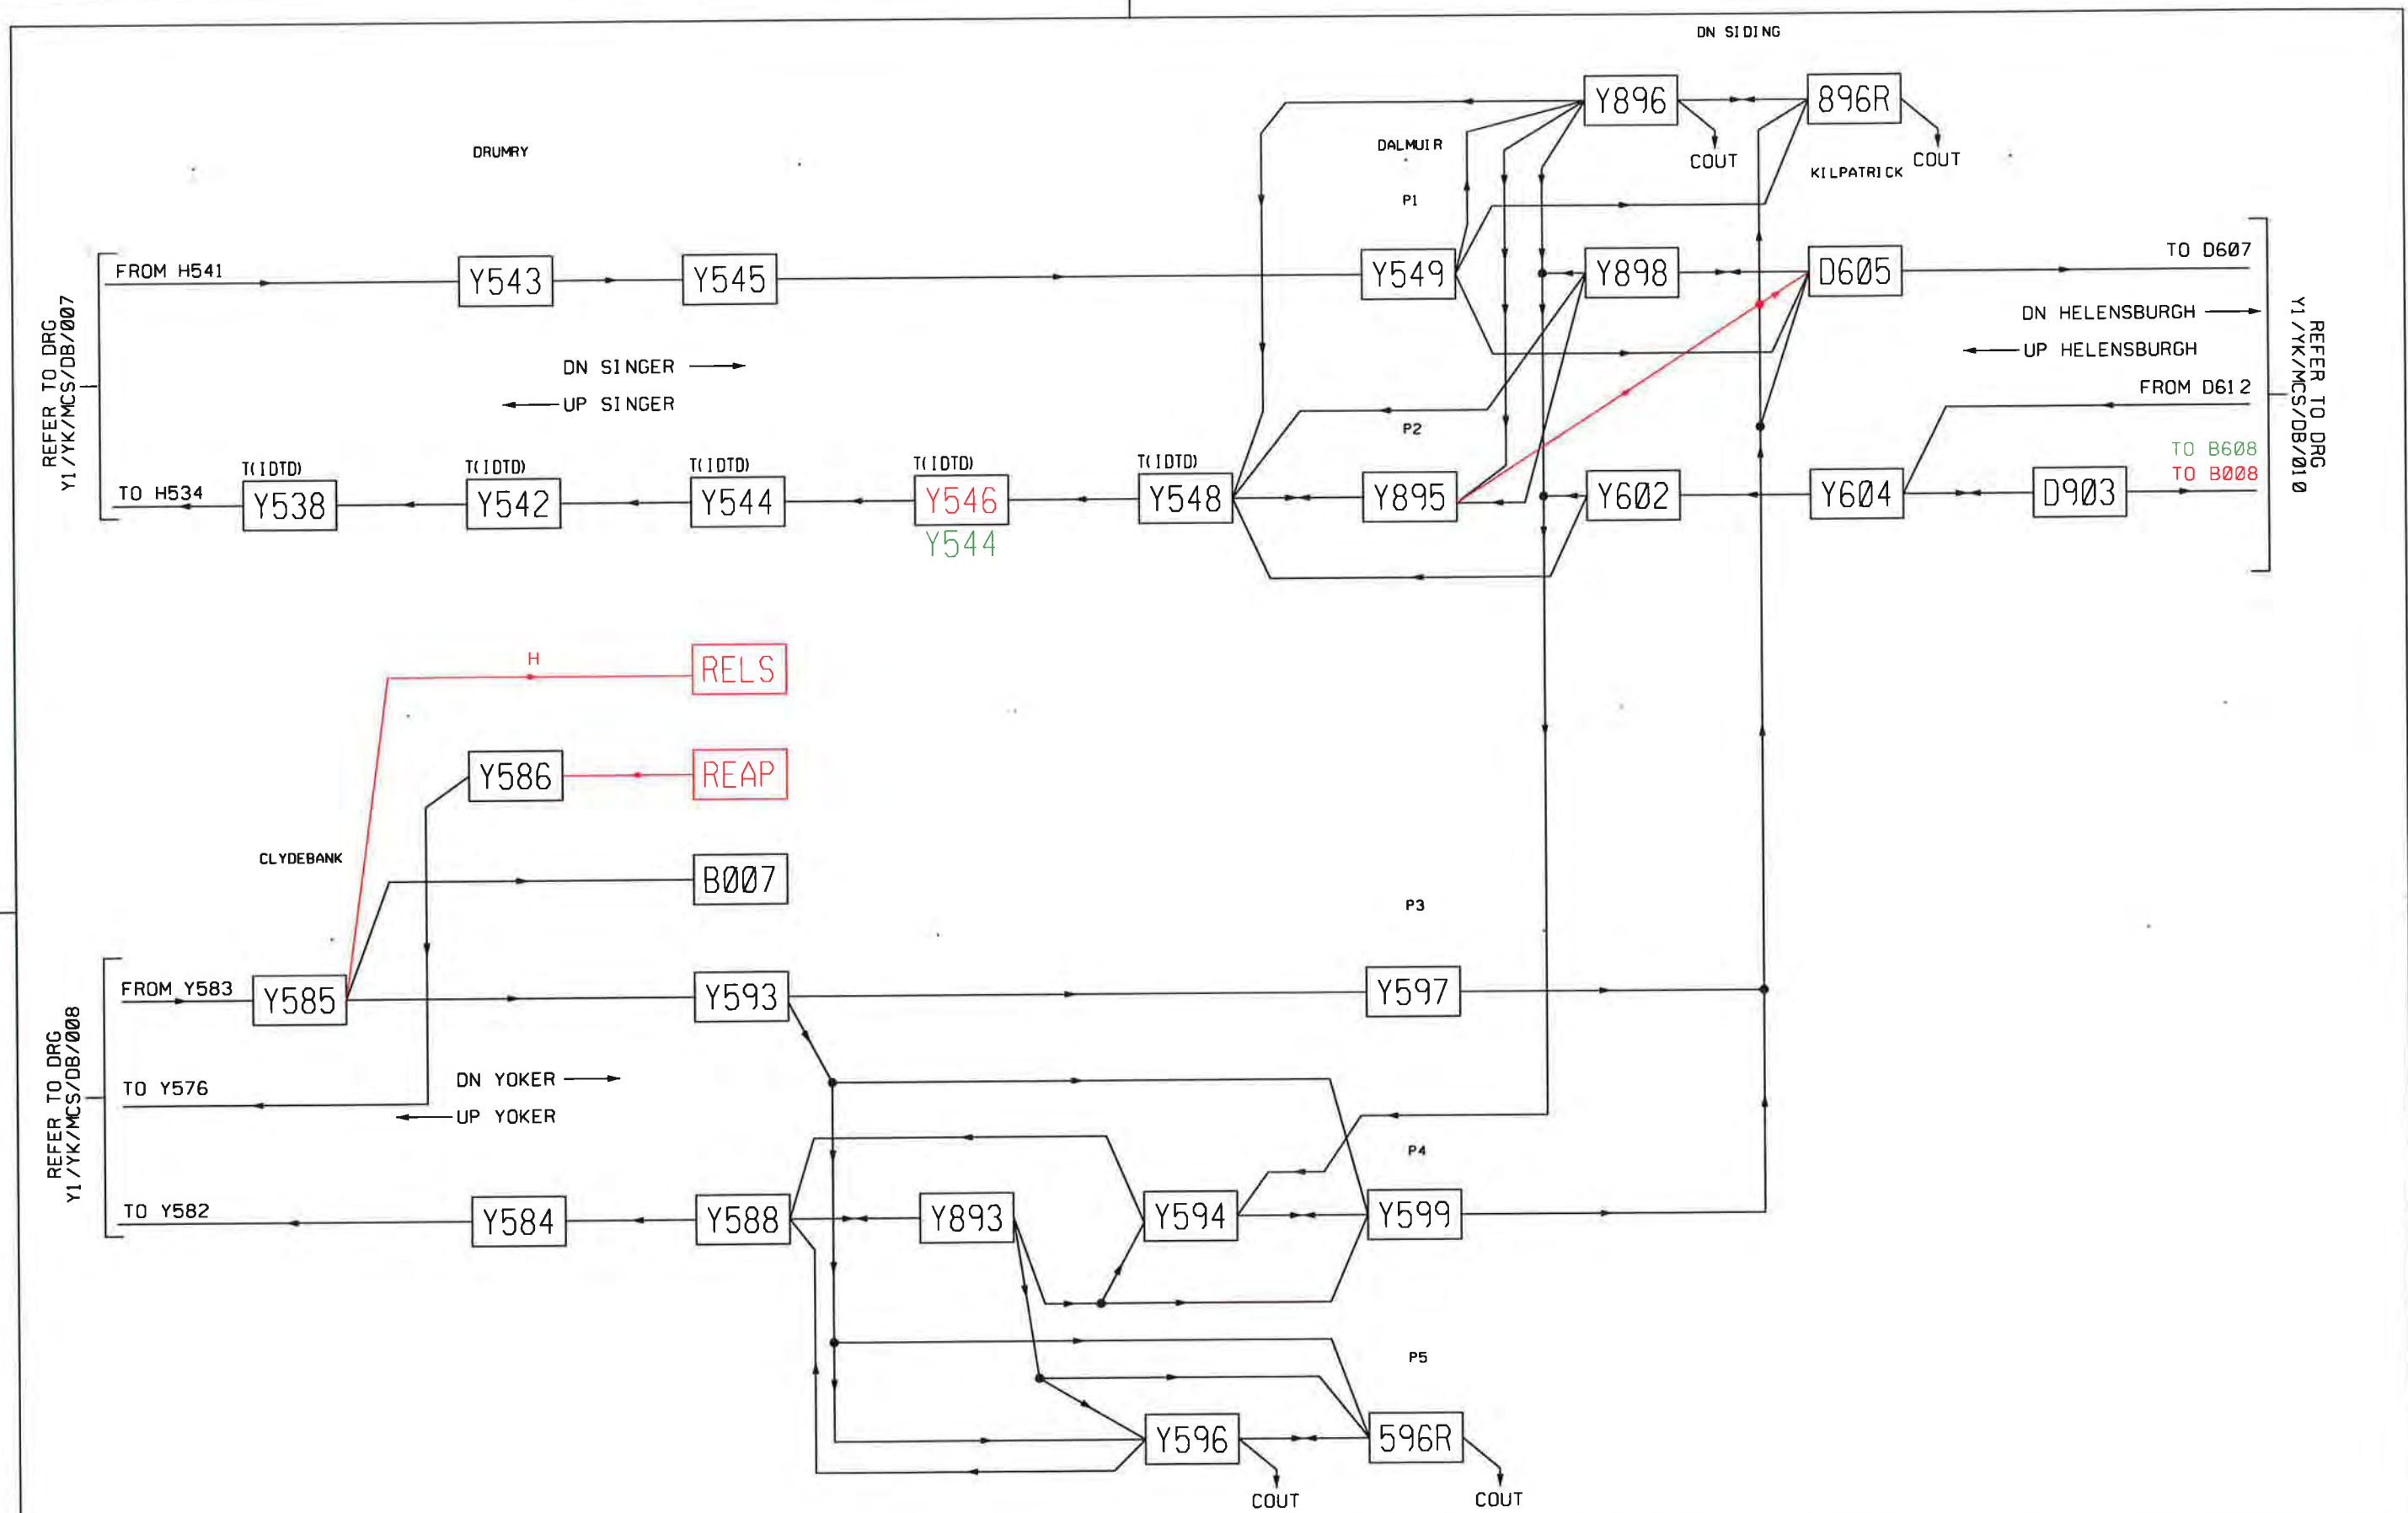 DN SIDING
Y896
896R
DRUMRY
DALMUIR
COUT
COUT
KILPATRICK
P1
REFER TO DRG
Y1/YK/MCS/DB/007
FROM H541
Y543
Y545
Y549
Y898
D605
TO D607
DN HELENSBURGH
UP HELENSBURGH
REFER TO DRG
Y1/YK/MCS/DB/010
DN SINGER
UP SINGER
FROM D612
P2
TO B608
TO B008
T(IDTD)
T(IDTD)
T(IDTD)
T(IDTD)
T(IDTD)
TO H534
Y538
Y542
Y544
Y546
Y544
Y548
Y895
Y602
Y604
D903
H
RELS
Y586
REAP
CLYDEBANK
B007
P3
REFER TO DRG
Y1/YK/MCS/DB/008
FROM Y583
Y585
Y593
Y597
TO Y576
DN YOKER
UP YOKER
P4
TO Y582
Y584
Y588
Y893
Y594
Y599
P5
Y596
596R
COUT
COUT